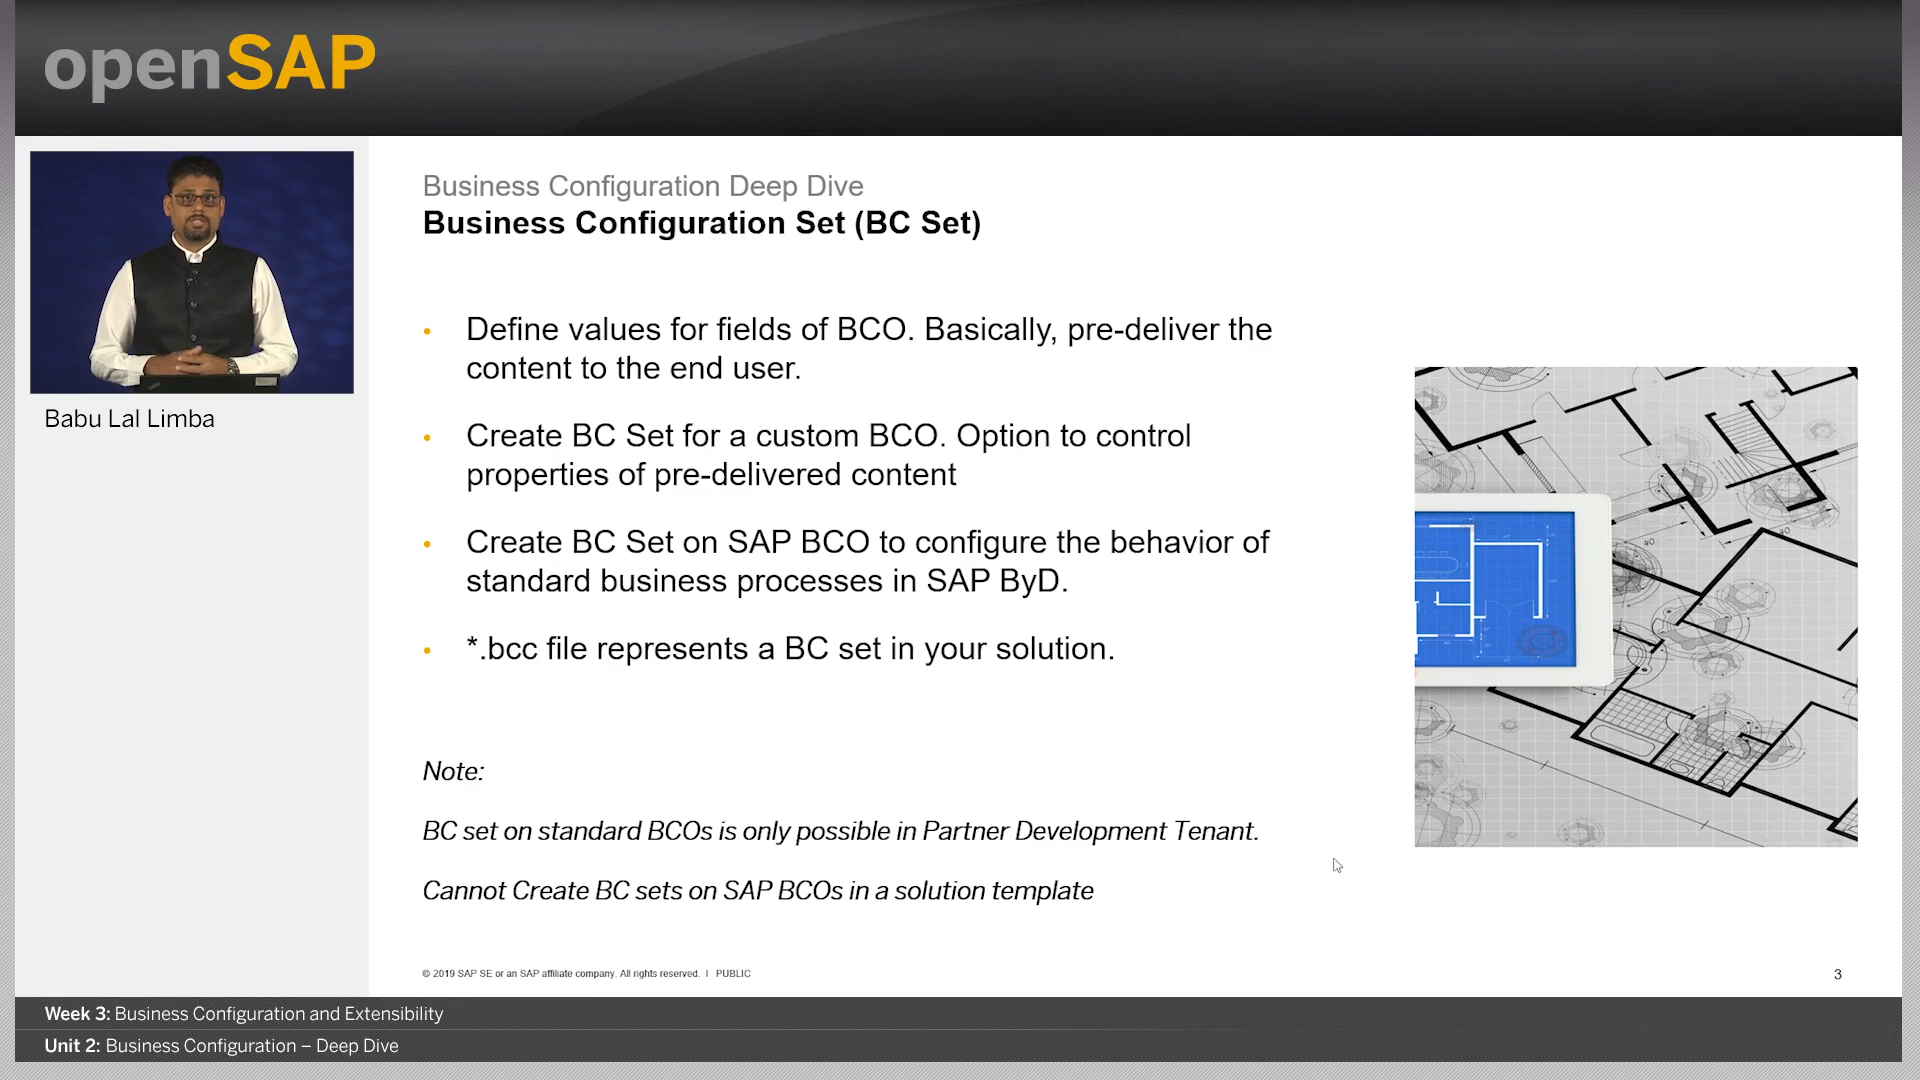 openSAP
Babu Lal Limba
Business Configuration Deep Dive
Business Configuration Set (BC Set)
• Define values for fields of BCO. Basically, pre-deliver the
content to the end user.
• Create BC Set for a custom BCO. Option to control
properties of pre-delivered content
• Create BC Set on SAP BCO to configure the behavior of
standard business processes in SAP ByD.
• *.bcc file represents a BC set in your solution.
Note:
BC set on standard BCOs is only possible in Partner Development Tenant.
Cannot Create BC sets on SAP BCOs in a solution template
© 2019 SAP SE or an SAP affiliate company. All rights reserved. I PUBLIC
3
Week 3: Business Configuration and Extensibility
Unit 2: Business Configuration – Deep Dive